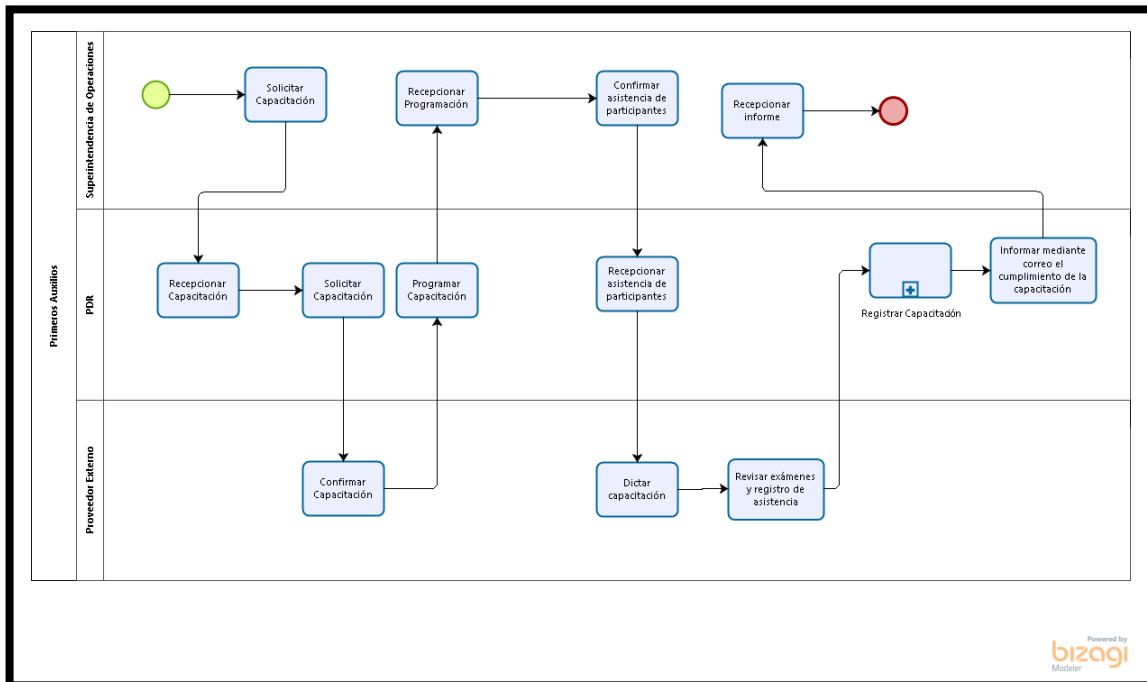 Primeros Auxilios
Superintendencia de Operaciones
Solicitar
Capacitación
Recepcionar
Programación
Confirmar
asistencia de
participantes
Recepcionar
informe
PDR
Recepcionar
Capacitación
Solicitar
Capacitación
Programar
Capacitación
Recepcionar
asistencia de
participantes
Registrar Capacitación
Informar mediante
correo el
cumplimiento de la
capacitación
Proveedor Externo
Confirmar
Capacitación
Dictar
capacitación
Revisar exámenes
y registro de
asistencia
Powered by
bizagi
Modeler